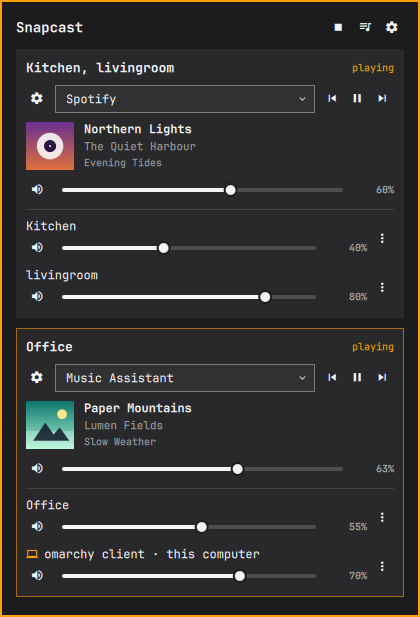 Snapcast
Kitchen, livingroom playing
Spotify
Northern Lights
The Quiet Harbour
Evening Tides
60%
Kitchen
40%
livingroom
80%
Office playing
Music Assistant
Paper Mountains
Lumen Fields
Slow Weather
63%
Office
55%
omarchy client · this computer
70%